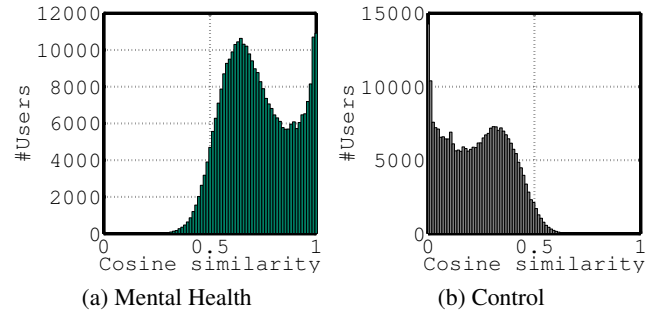 12000
10000
8000
6000
4000
2000
0
#Users
0 0.5 1
Cosine similarity
(a) Mental Health
15000
10000
5000
0
#Users
0 0.5 1
Cosine similarity
(b) Control